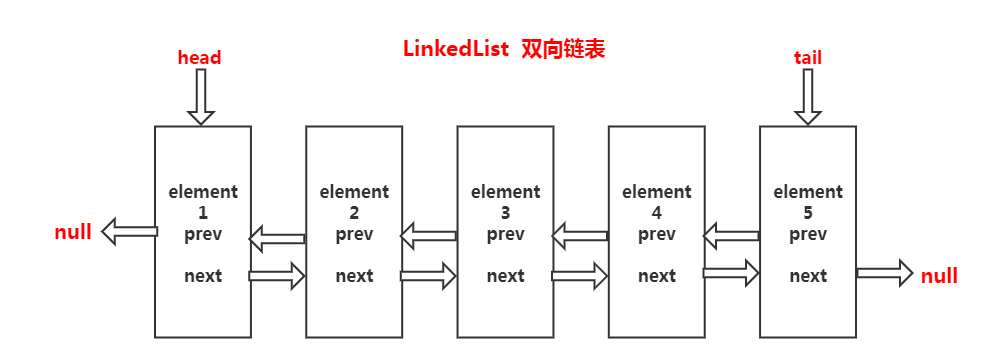 LinkedList 双向链表
head
tail
element
1
prev
next
element
2
prev
next
element
3
prev
next
element
4
prev
next
element
5
prev
next
null
null